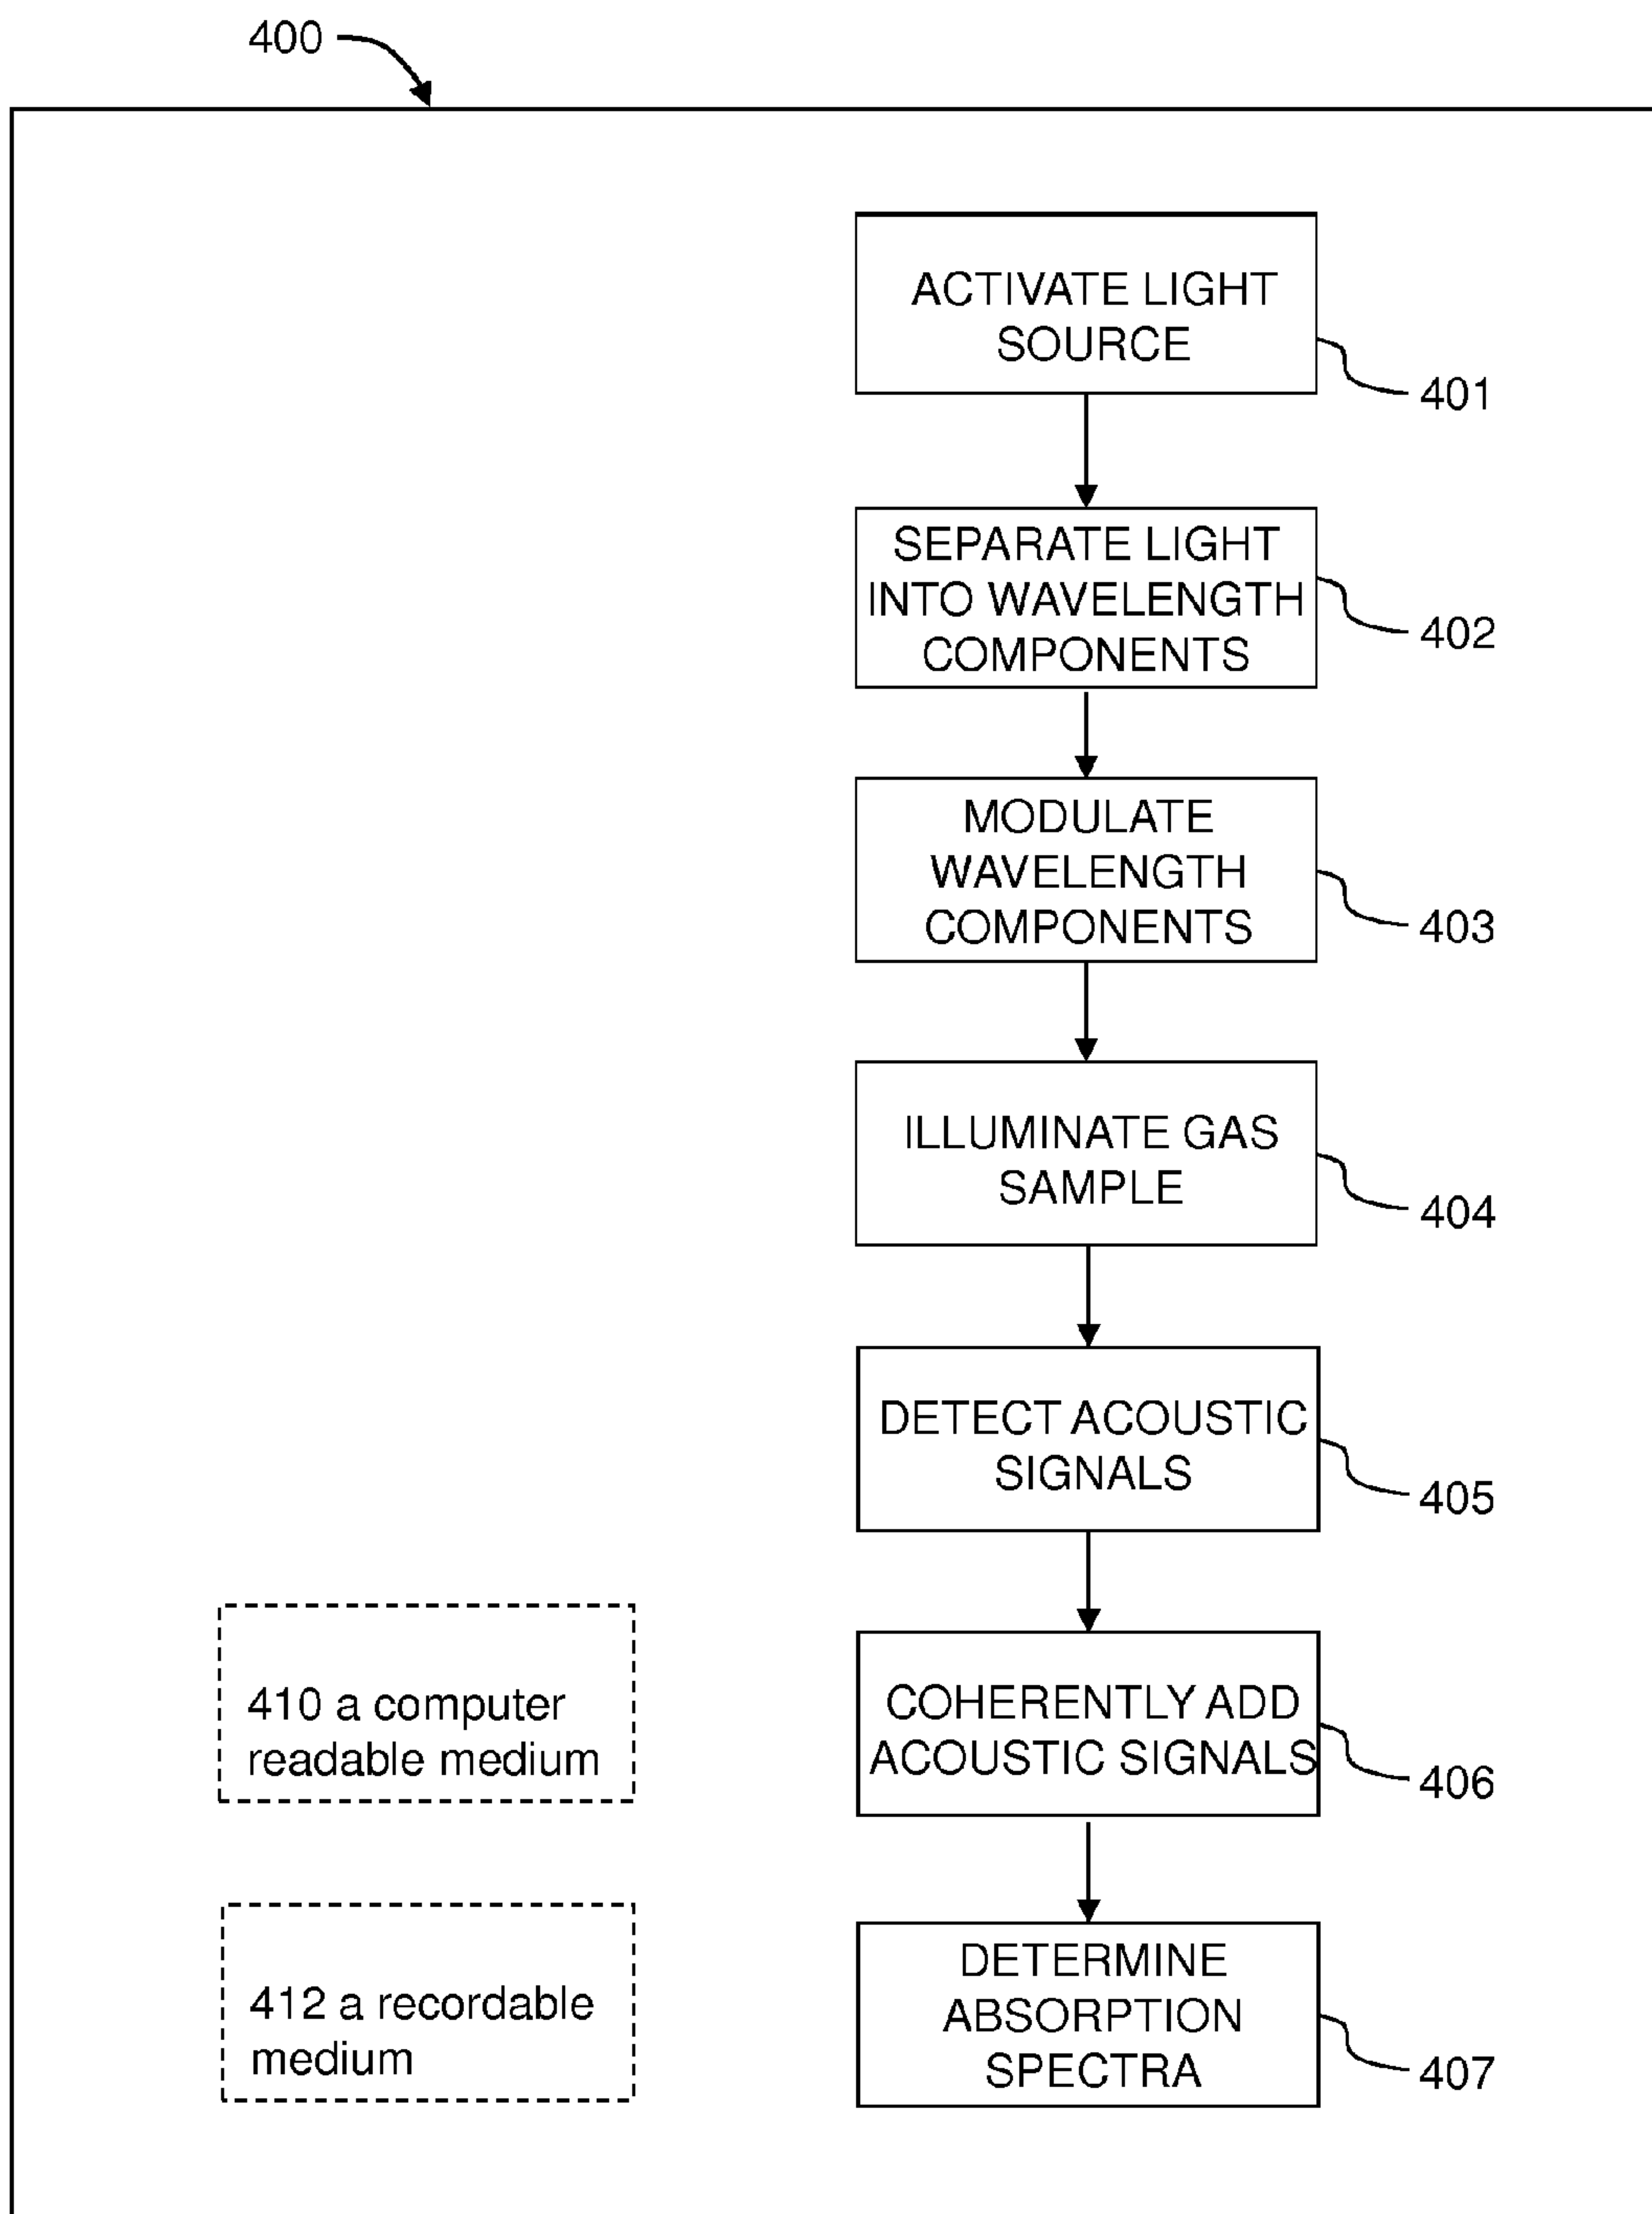 400
ACTIVATE LIGHT
SOURCE
401
SEPARATE LIGHT
INTO WAVELENGTH
COMPONENTS
402
MODULATE
WAVELENGTH
COMPONENTS
403
ILLUMINATE GAS
SAMPLE
404
DETECT ACOUSTIC
SIGNALS
405
410 a computer
readable medium
COHERENTLY ADD
ACOUSTIC SIGNALS
406
412 a recordable
medium
DETERMINE
ABSORPTION
SPECTRA
407